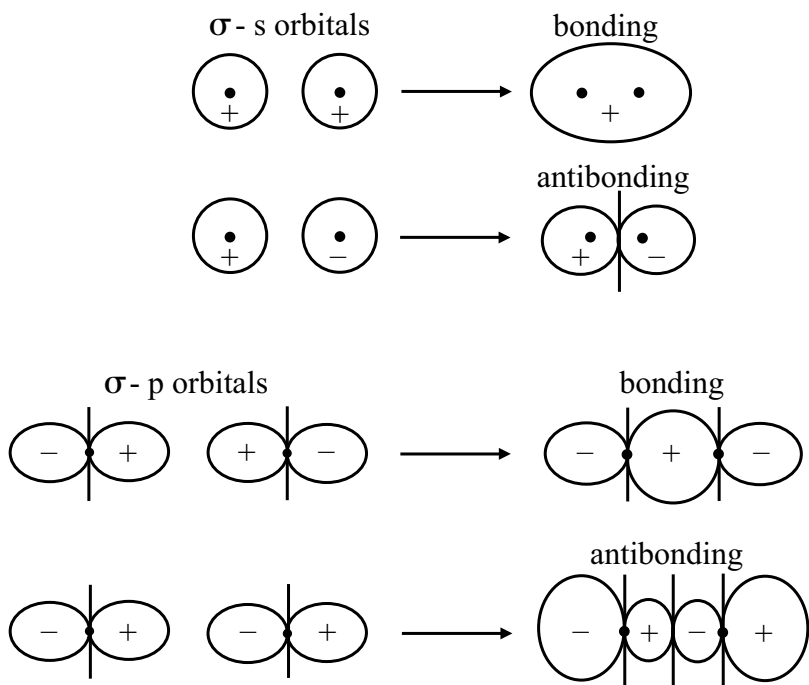 σ - s orbitals bonding
+ + +
antibonding
+ − + −
σ - p orbitals bonding
− + + − − + −
antibonding
− + − + − + − +